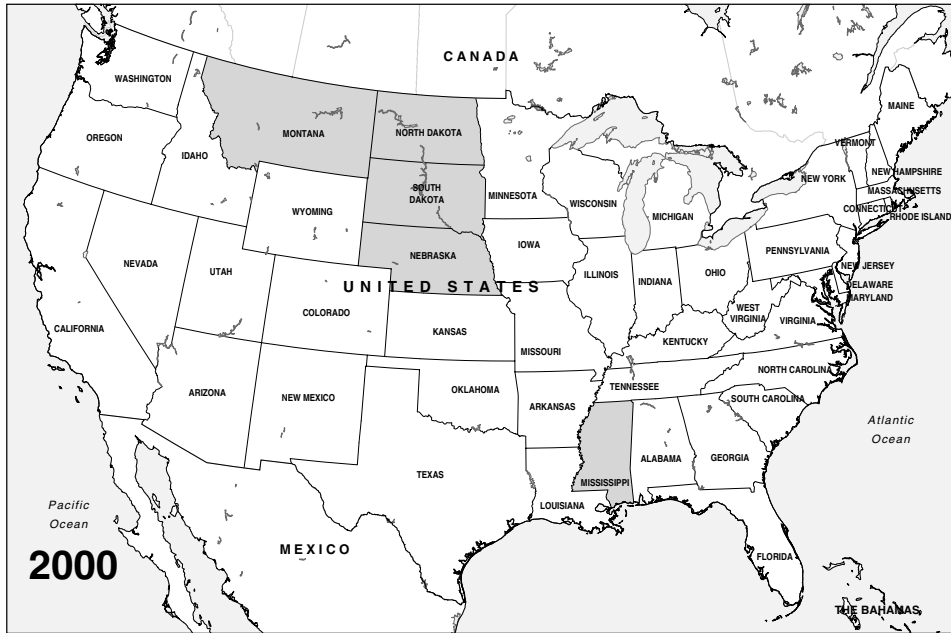 CANADA
WASHINGTON
MONTANA
NORTH DAKOTA
MAINE
OREGON
VERMONT
IDAHO
NEW HAMPSHIRE
NEW YORK
SOUTH
DAKOTA
MINNESOTA
MASSACHUSETTS
WISCONSIN
WYOMING
MICHIGAN
CONNECTICUT
RHODE ISLAND
IOWA
PENNSYLVANIA
NEBRASKA
NEVADA
UTAH
ILLINOIS
INDIANA
OHIO
NEW JERSEY
UNITED STATES
DELAWARE
MARYLAND
COLORADO
WEST
VIRGINIA
VIRGINIA
CALIFORNIA
KANSAS
KENTUCKY
MISSOURI
NORTH CAROLINA
TENNESSEE
ARIZONA
NEW MEXICO
OKLAHOMA
ARKANSAS
SOUTH CAROLINA
Atlantic
Ocean
TEXAS
MISSISSIPPI
ALABAMA
GEORGIA
LOUISIANA
Pacific
Ocean
MEXICO
FLORIDA
2000
THE BAHAMAS